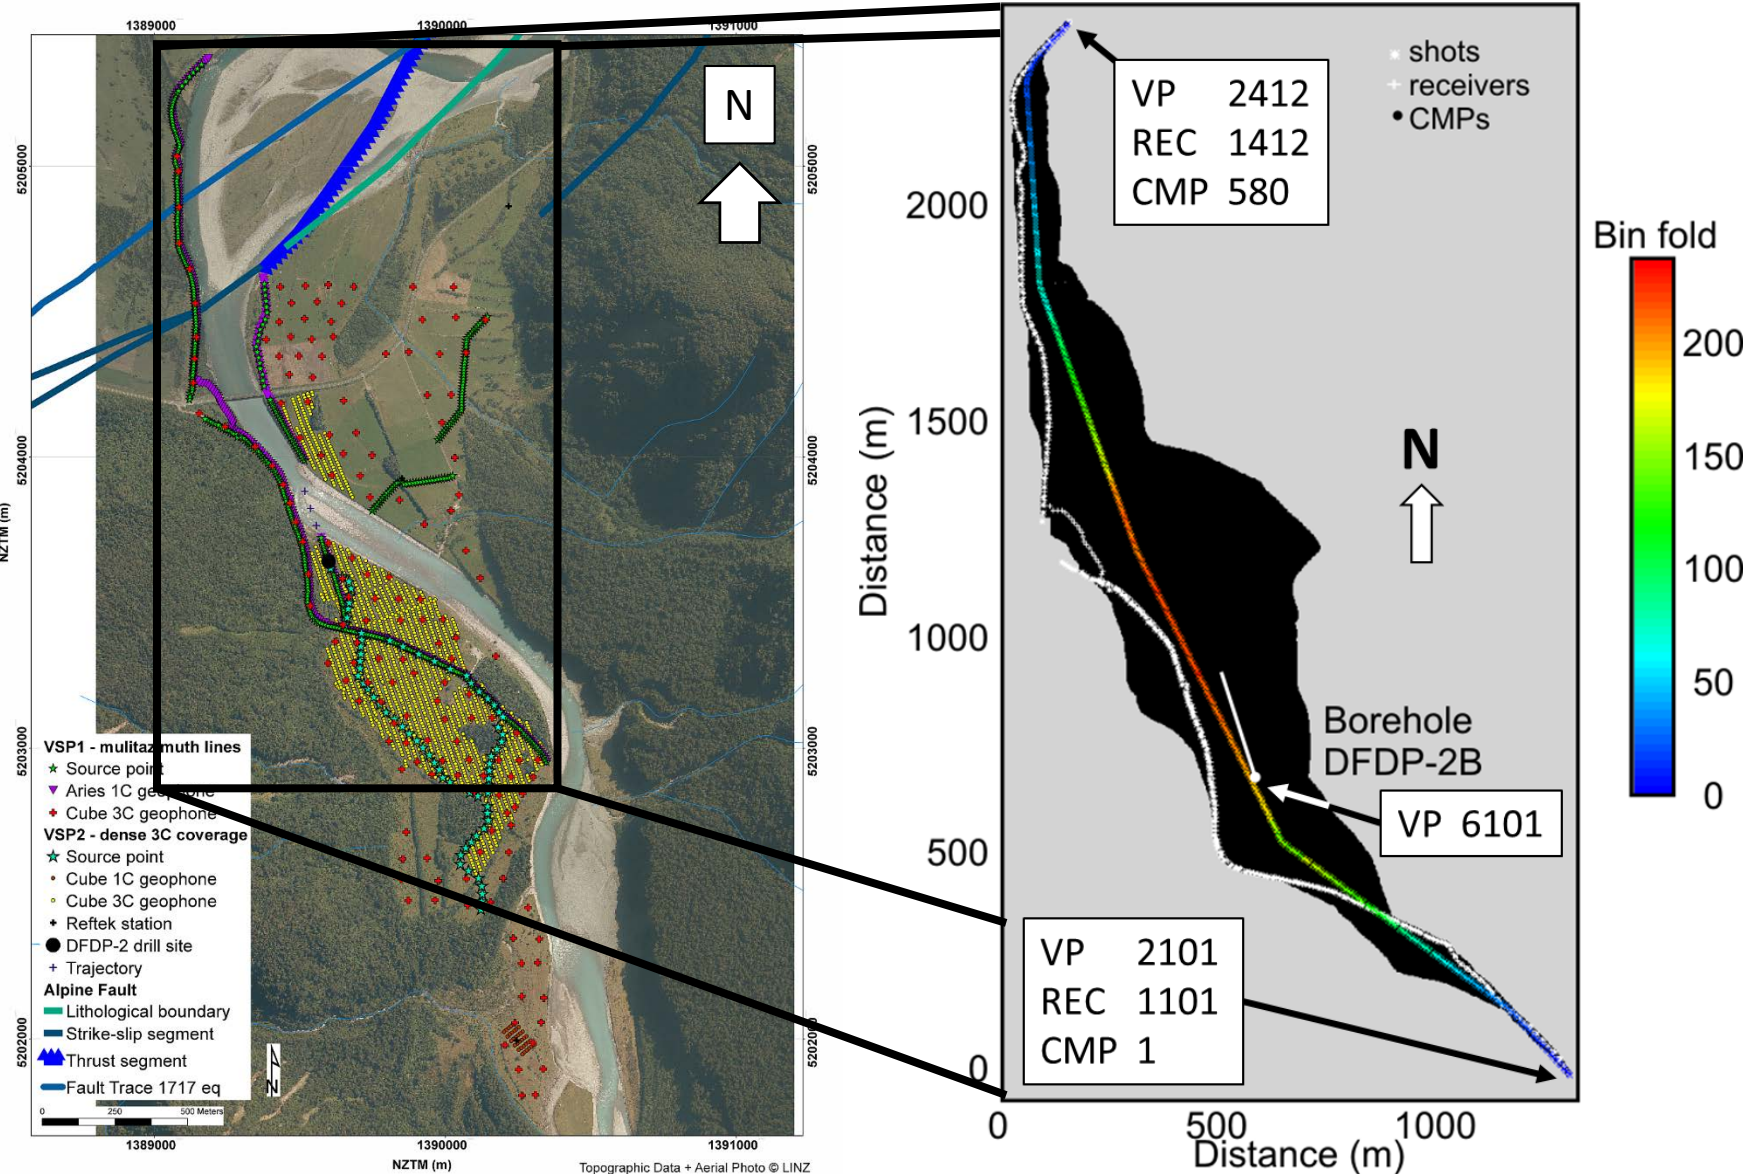 1389000
1390000
1391000
5205000
5204000
5203000
5202000
NZTM (m)
N
5205000
5204000
5203000
5202000
VSP1 - mulitazimuth lines
Source point
Aries 1C geophone
Cube 3C geophone
VSP2 - dense 3C coverage
Source point
Cube 1C geophone
Cube 3C geophone
Reftek station
DFDP-2 drill site
Trajectory
Alpine Fault
Lithological boundary
Strike-slip segment
Thrust segment
Fault Trace 1717 eq
0 250 500 Meters
N
1389000
1390000
1391000
NZTM (m)
Topographic Data + Aerial Photo © LINZ
shots
receivers
CMPs
VP 2412
REC 1412
CMP 580
2000
1500
1000
500
0
Distance (m)
N
Borehole
DFDP-2B
VP 6101
VP 2101
REC 1101
CMP 1
0
500
1000
Distance (m)
Bin fold
200
150
100
50
0